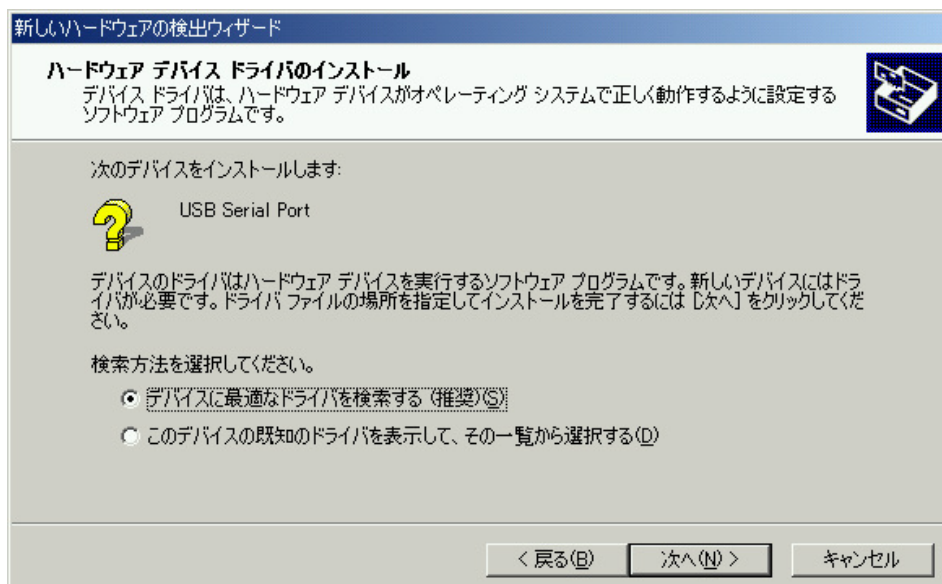 新しいハードウェアの検出ウィザード
ハードウェア デバイス ドライバのインストール
デバイス ドライバは、ハードウェア デバイスがオペレーティング システムで正しく動作するように設定する
ソフトウェア プログラムです。
次のデバイスをインストールします:
USB Serial Port
デバイスのドライバはハードウェア デバイスを実行するソフトウェア プログラムです。新しいデバイスにはドラ
イバが必要です。ドライバ ファイルの場所を指定してインストールを完了するには [次へ] をクリックしてくだ
さい。
検索方法を選択してください。
デバイスに最適なドライバを検索する (推奨)(S)
このデバイスの既知のドライバを表示して、その一覧から選択する(D)
< 戻る(B) 次へ(N) > キャンセル